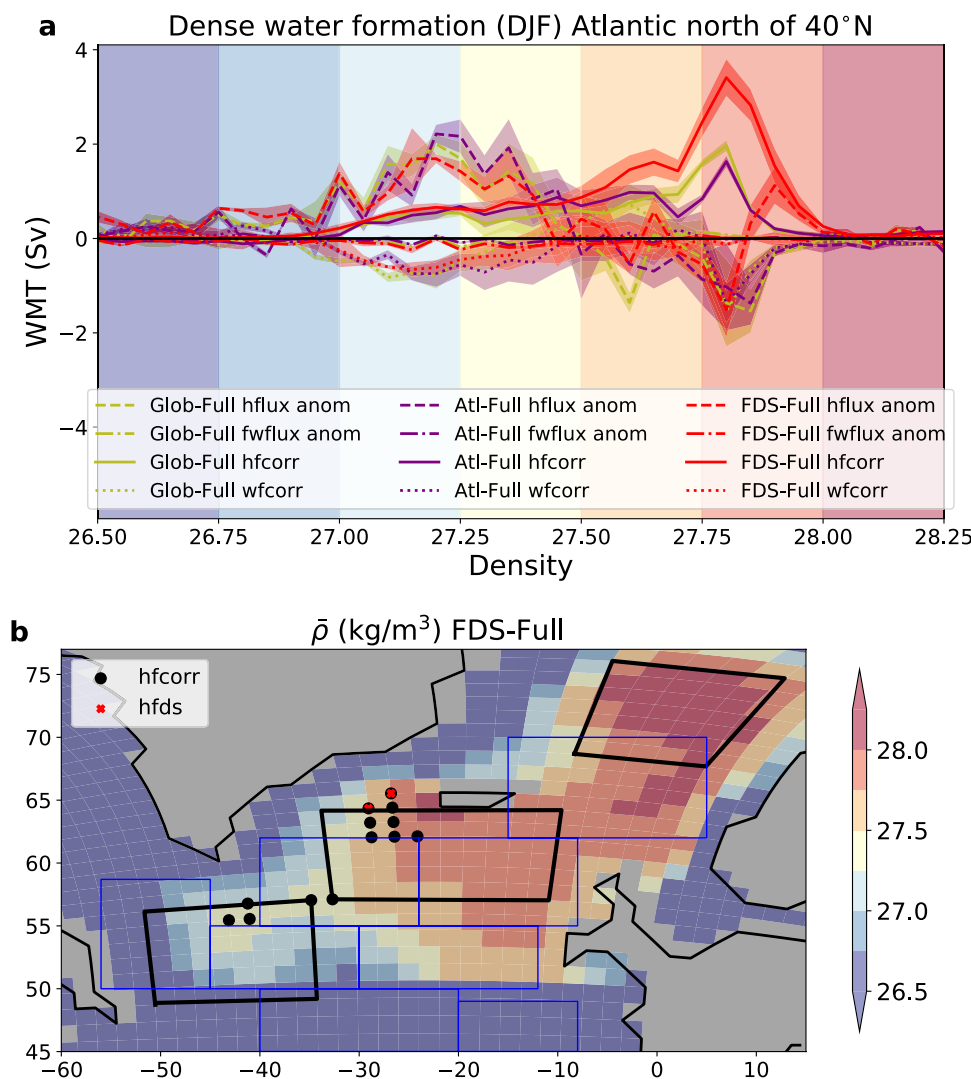 a Dense water formation (DJF) Atlantic north of 40°N
4
2
0
−2
−4
WMT (Sv)
Glob-Full hflux anom Atl-Full hflux anom FDS-Full hflux anom
Glob-Full fwflux anom Atl-Full fwflux anom FDS-Full fwflux anom
Glob-Full hfcorr Atl-Full hfcorr FDS-Full hfcorr
Glob-Full wfcorr Atl-Full wfcorr FDS-Full wfcorr
26.50 26.75 27.00 27.25 27.50 27.75 28.00 28.25
Density
b ρ̄ (kg/m³) FDS-Full
hfcorr
hfds
75
70
65
60
55
50
45
−60 −50 −40 −30 −20 −10 0 10
28.0
27.5
27.0
26.5